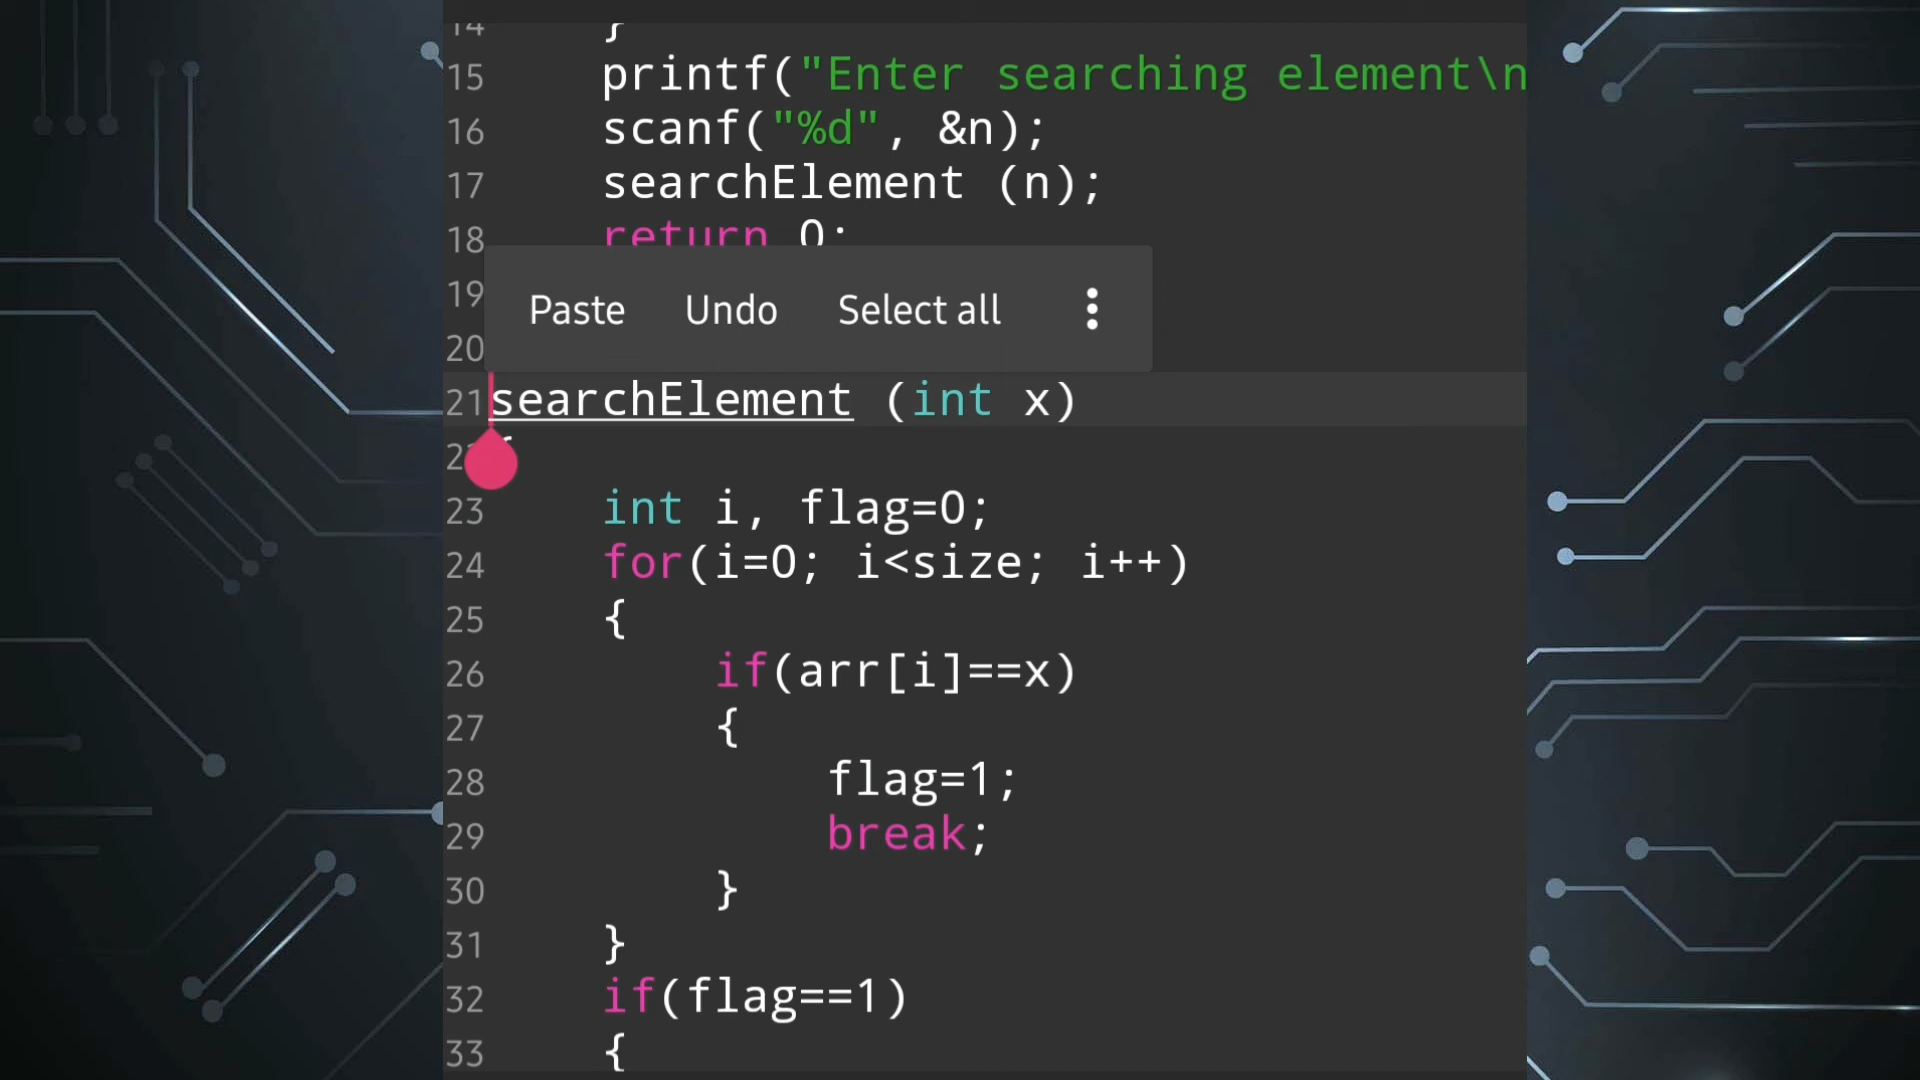 14 }
15 printf("Enter searching element\n
16 scanf("%d", &n);
17 searchElement (n);
18 return 0;
19
Paste Undo Select all
20
21 searchElement (int x)
22 {
23 int i, flag=0;
24 for(i=0; i<size; i++)
25 {
26 if(arr[i]==x)
27 {
28 flag=1;
29 break;
30 }
31 }
32 if(flag==1)
33 {